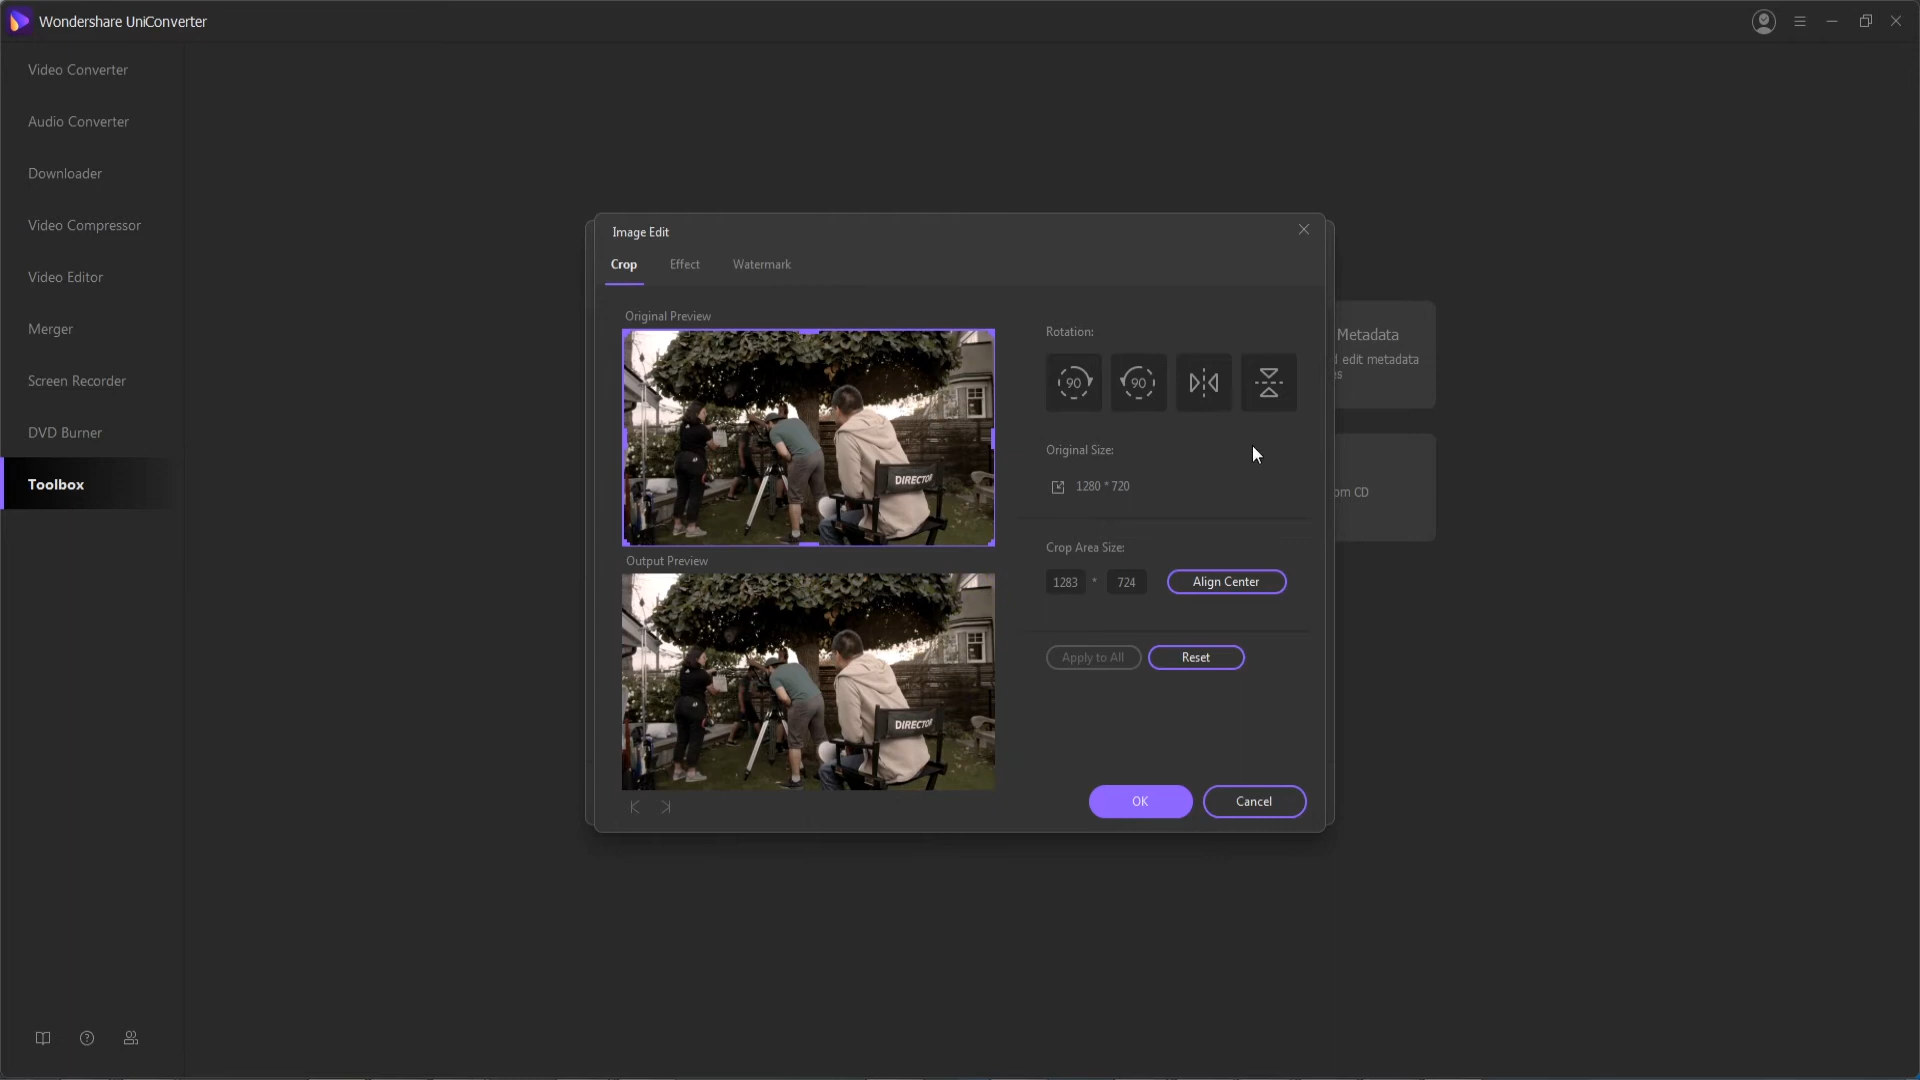 Wondershare UniConverter
Video Converter
Audio Converter
Downloader
Video Compressor
Video Editor
Merger
Screen Recorder
DVD Burner
Toolbox
Image Edit
Crop Effect Watermark
Original Preview
DIRECTOR
Output Preview
DIRECTOR
Rotation:
90 90
Original Size:
1280 * 720
Crop Area Size:
1283 * 724 Align Center
Apply to All Reset
OK Cancel
Metadata
edit metadata
CD